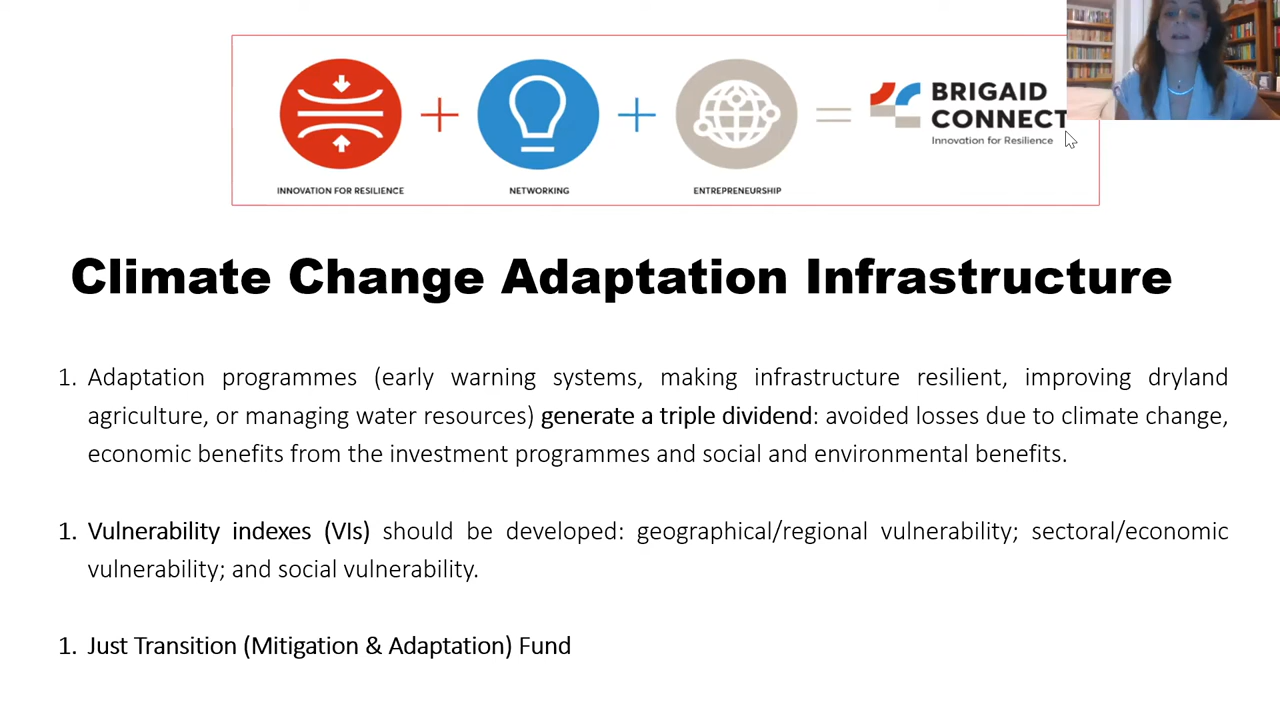 BRIGAID
CONNECT
Innovation for Resilience
INNOVATION FOR RESILIENCE
NETWORKING
ENTREPRENEURSHIP
Climate Change Adaptation Infrastructure
1. Adaptation programmes (early warning systems, making infrastructure resilient, improving dryland
agriculture, or managing water resources) generate a triple dividend: avoided losses due to climate change,
economic benefits from the investment programmes and social and environmental benefits.
1. Vulnerability indexes (VIs) should be developed: geographical/regional vulnerability; sectoral/economic
vulnerability; and social vulnerability.
1. Just Transition (Mitigation & Adaptation) Fund